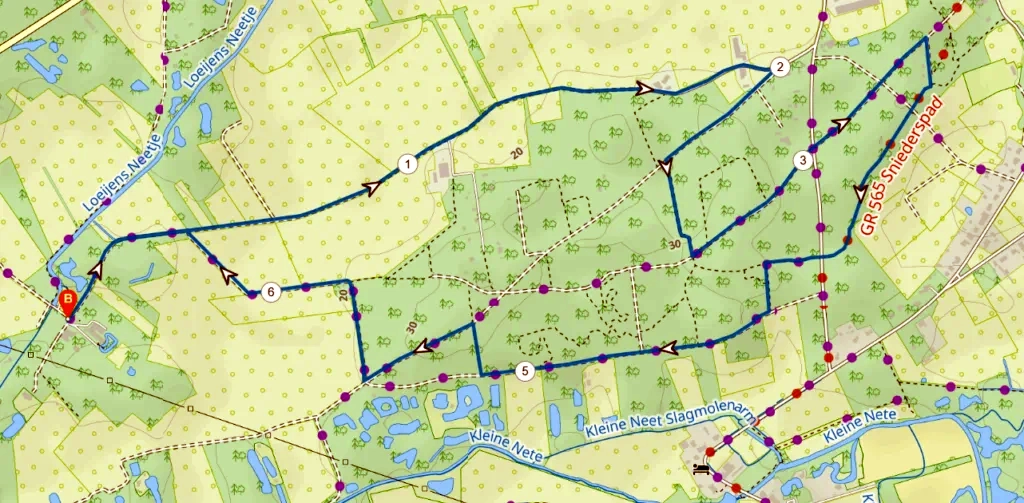 Loeijens Neetje
2
1
20
3
Loeijens Neetje
GR 565 Sniederspad
30
B
6
20
30
5
Kleine Neet Slagmolenarm
Kleine Nete
Kleine Nete
K